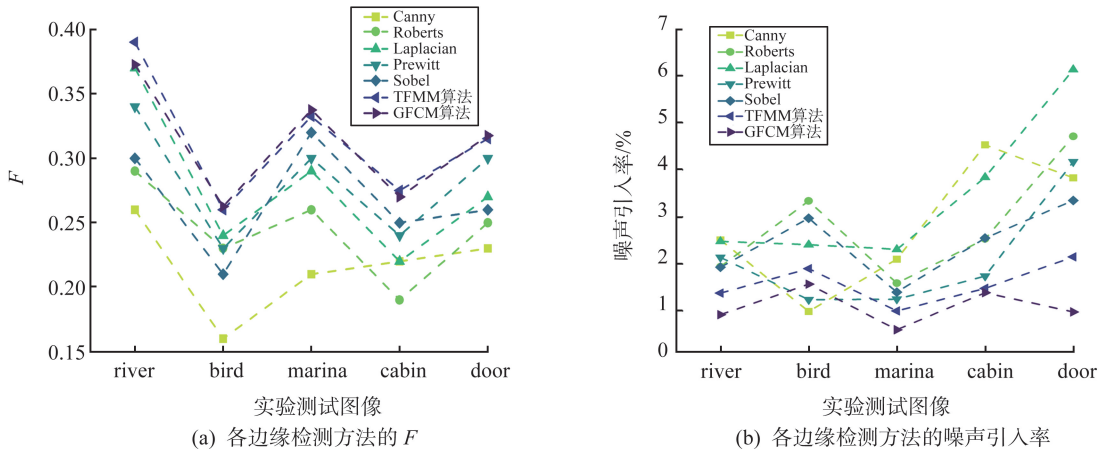 0.40
0.35
0.30
0.25
0.20
0.15
F
Canny
Roberts
Laplacian
Prewitt
Sobel
TFMM算法
GFCM算法
river bird marina cabin door
实验测试图像
(a) 各边缘检测方法的 F
7
6
5
4
3
2
1
0
噪声引入率/%
Canny
Roberts
Laplacian
Prewitt
Sobel
TFMM算法
GFCM算法
river bird marina cabin door
实验测试图像
(b) 各边缘检测方法的噪声引入率